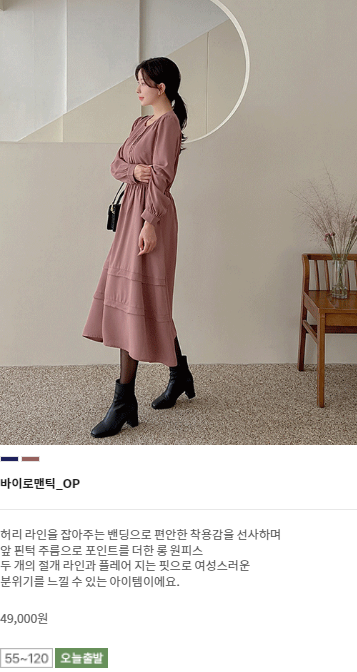 바이로맨틱_OP
허리 라인을 잡아주는 밴딩으로 편안한 착용감을 선사하며
앞 핀턱 주름으로 포인트를 더한 롱 원피스
두 개의 절개 라인과 플레어 지는 핏으로 여성스러운
분위기를 느낄 수 있는 아이템이에요.
49,000원
55~120 오늘출발